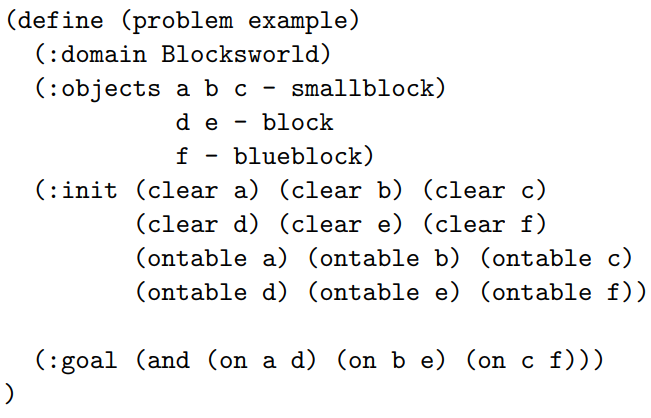 (define (problem example)
  (:domain Blocksworld)
  (:objects a b c - smallblock)
            d e - block
            f - blueblock)
  (:init (clear a) (clear b) (clear c)
         (clear d) (clear e) (clear f)
         (ontable a) (ontable b) (ontable c)
         (ontable d) (ontable e) (ontable f))

  (:goal (and (on a d) (on b e) (on c f)))
)